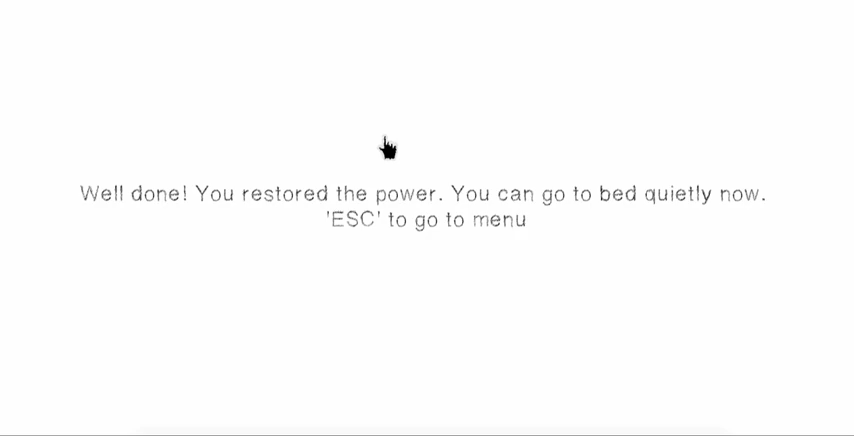 Well done! You restored the power. You can go to bed quietly now.
'ESC' to go to menu